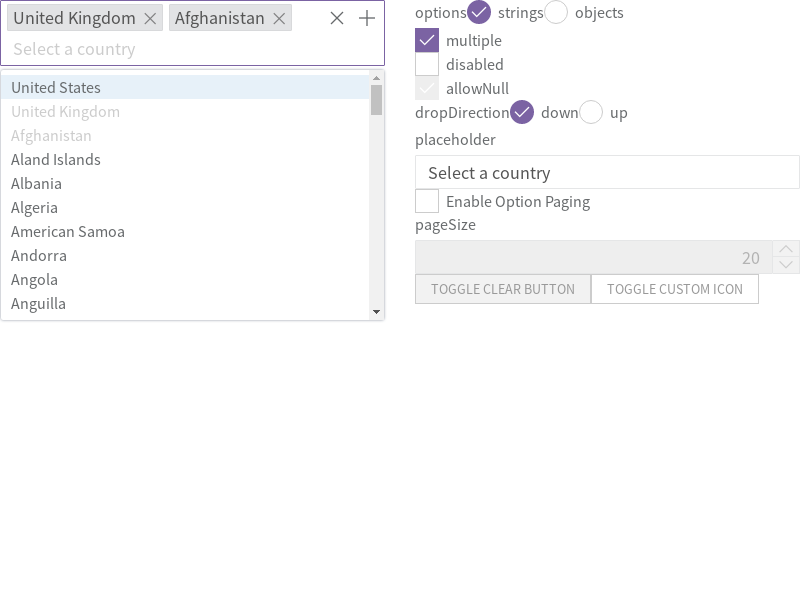 United Kingdom
Afghanistan
Select a country
United States
United Kingdom
Afghanistan
Aland Islands
Albania
Algeria
American Samoa
Andorra
Angola
Anguilla
options strings objects
multiple
disabled
allowNull
dropDirection down up
placeholder
Select a country
Enable Option Paging
pageSize
20
TOGGLE CLEAR BUTTON TOGGLE CUSTOM ICON